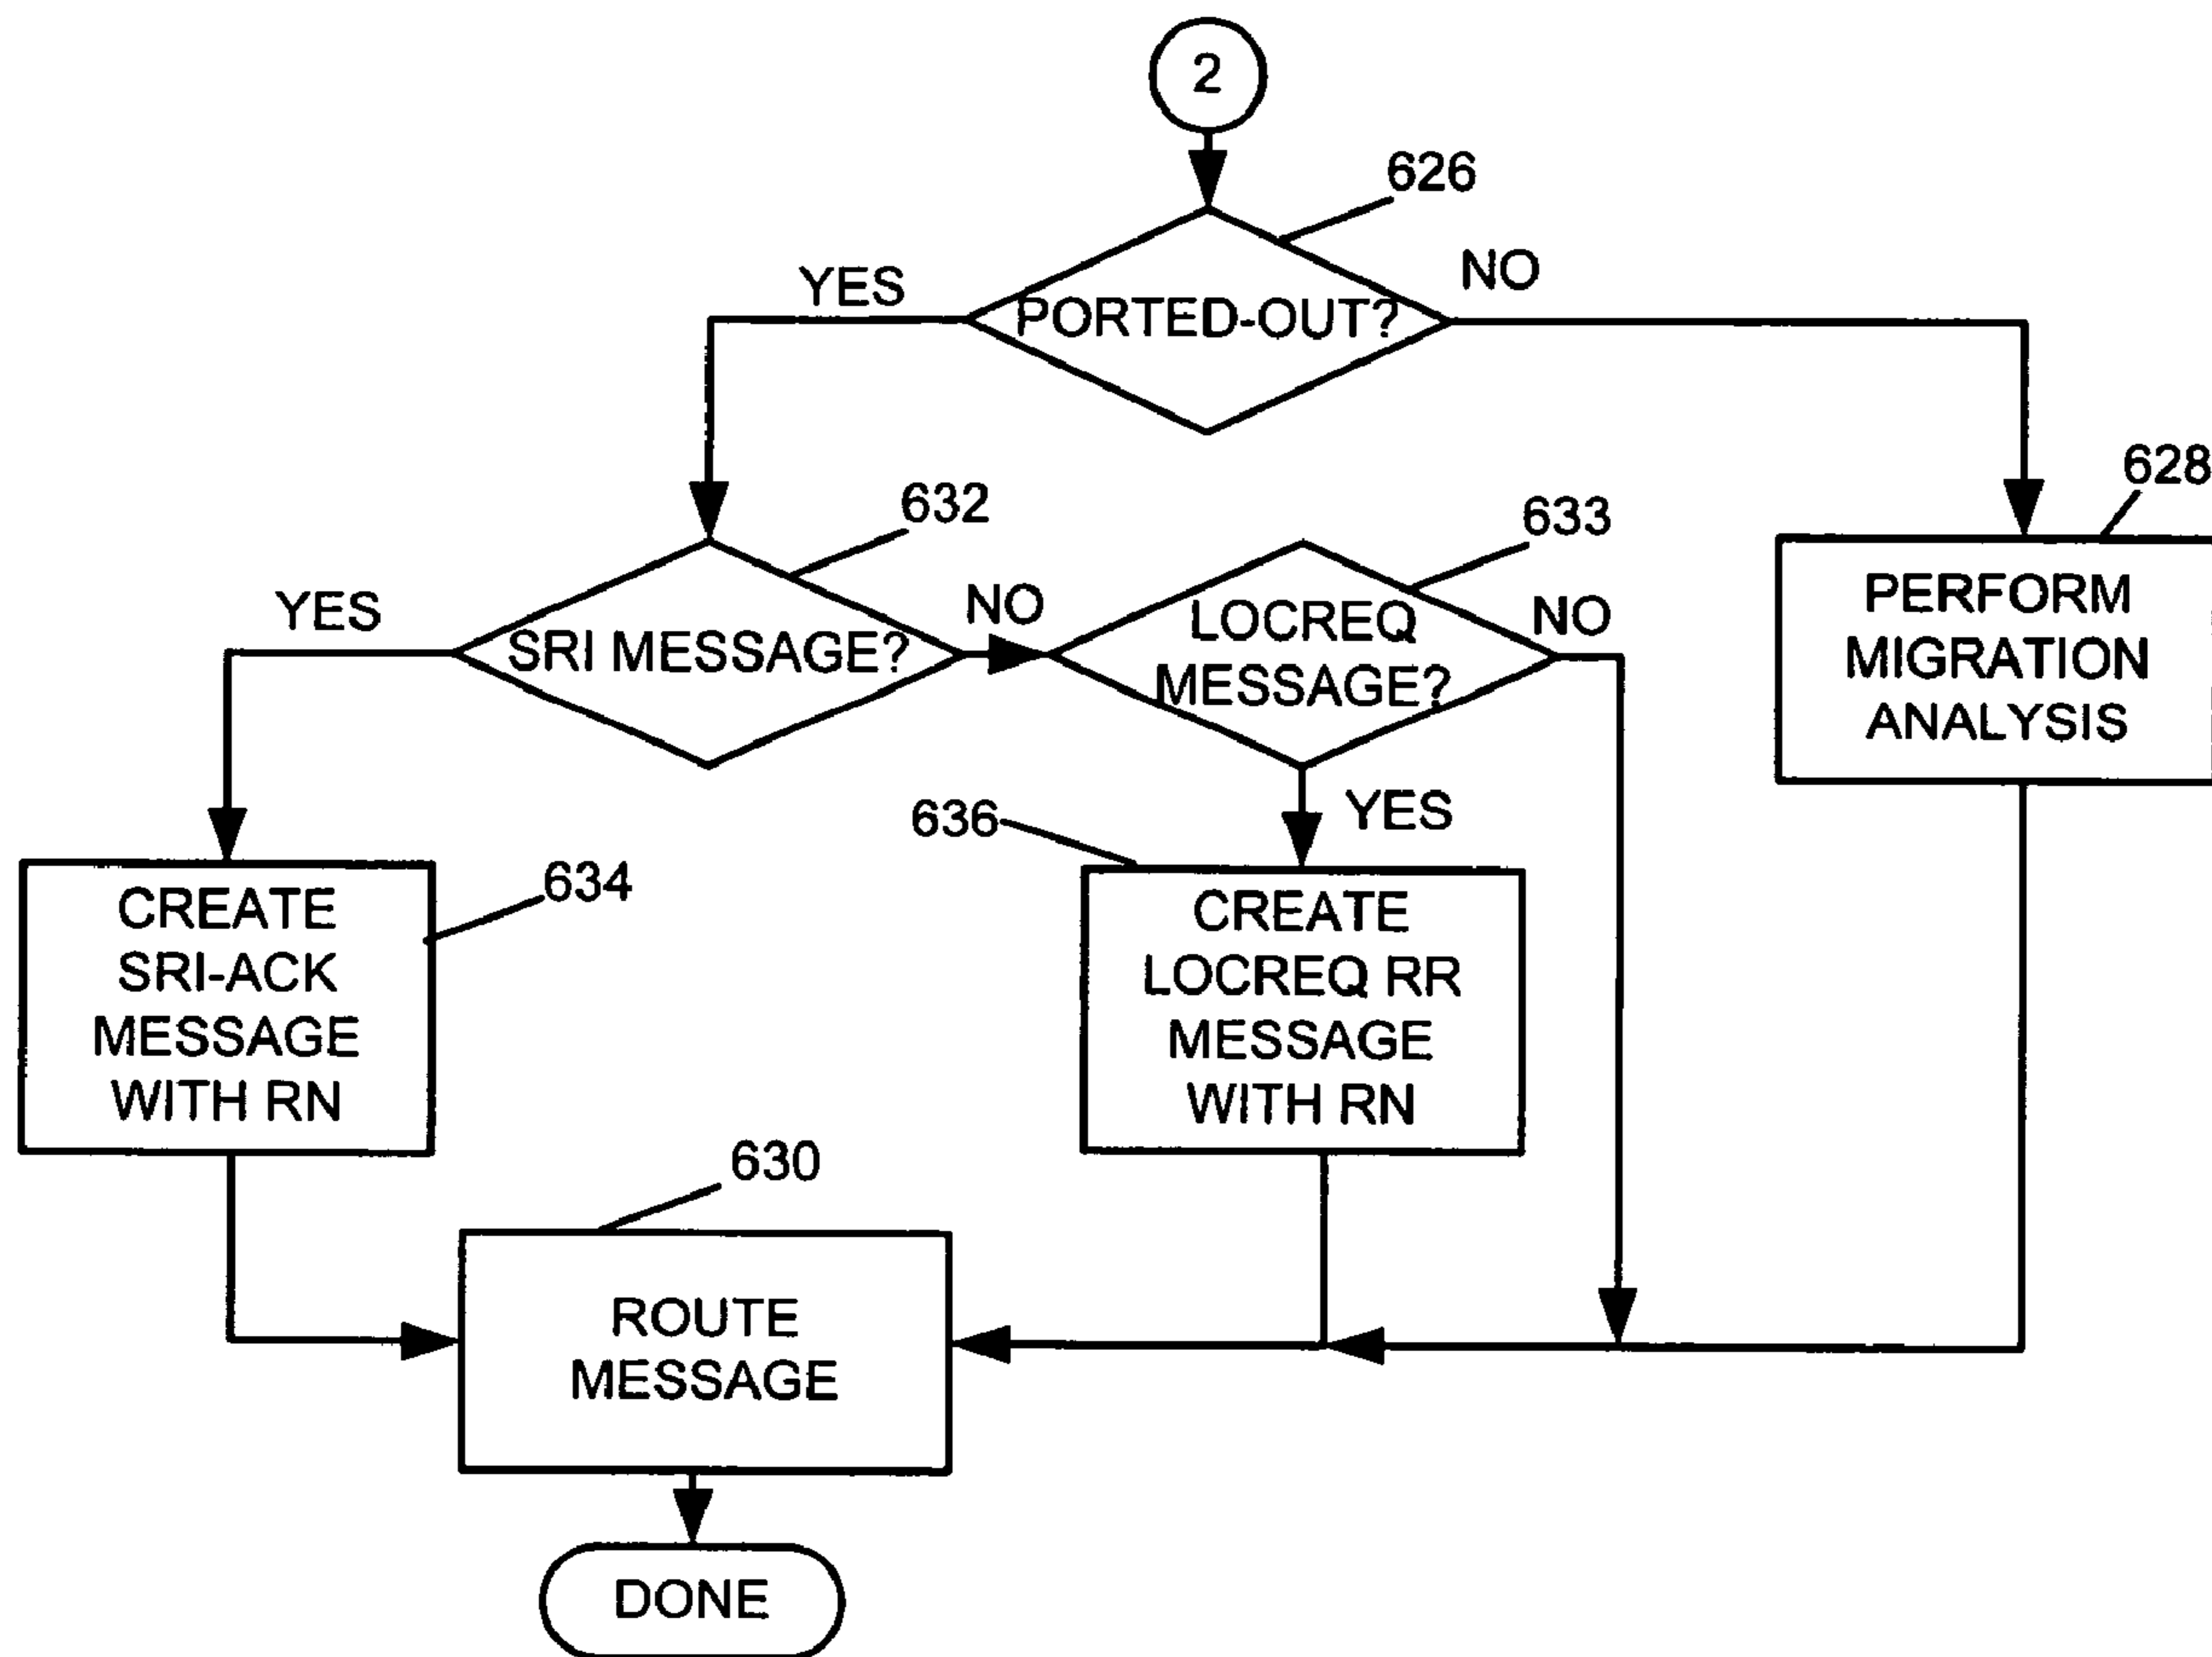 2
626
YES
NO
PORTED-OUT?
628
632
633
YES
SRI MESSAGE?
NO
LOCREQ
MESSAGE?
NO
PERFORM
MIGRATION
ANALYSIS
636
YES
634
CREATE
SRI-ACK
MESSAGE
WITH RN
CREATE
LOCREQ RR
MESSAGE
WITH RN
630
ROUTE
MESSAGE
DONE